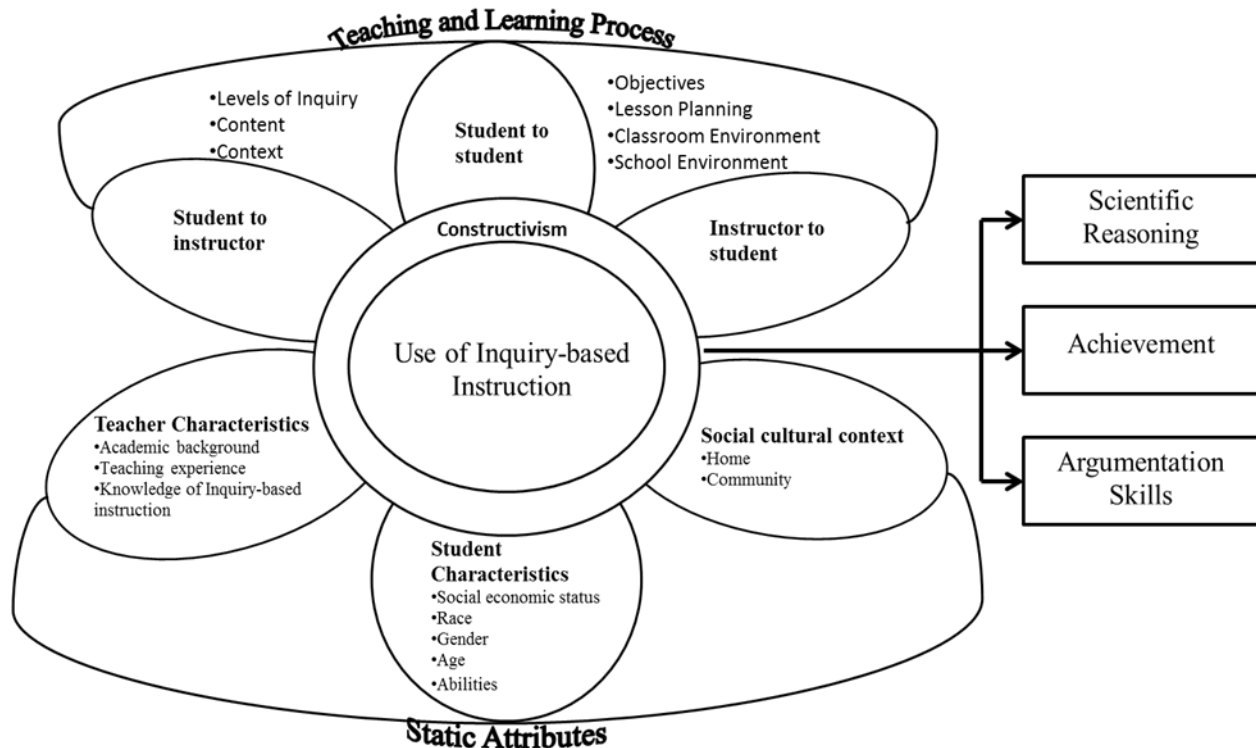 Teaching and Learning Process
•Levels of Inquiry
•Content
•Context
Student to
student
•Objectives
•Lesson Planning
•Classroom Environment
•School Environment
Student to
instructor
Constructivism
Instructor to
student
Use of Inquiry-based
Instruction
Teacher Characteristics
•Academic background
•Teaching experience
•Knowledge of Inquiry-based
instruction
Social cultural context
•Home
•Community
Student
Characteristics
•Social economic status
•Race
•Gender
•Age
•Abilities
Static Attributes
Scientific
Reasoning
Achievement
Argumentation
Skills